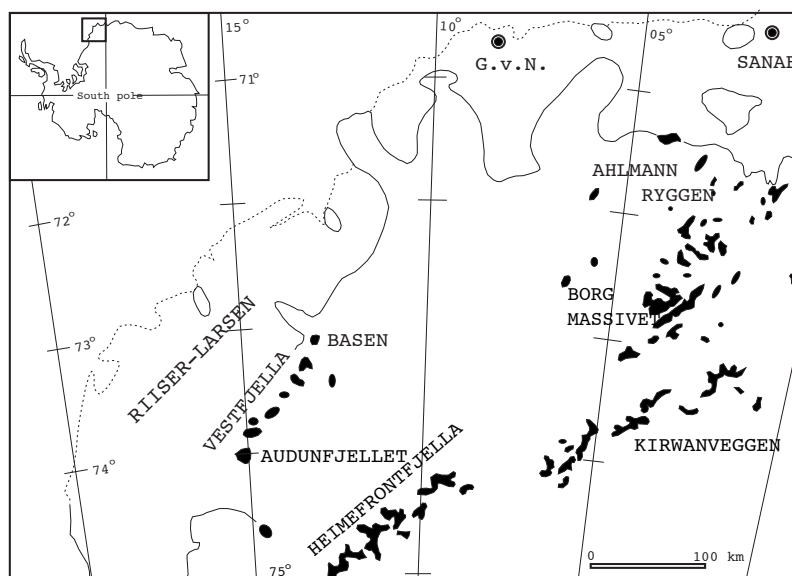 15°
10°
05°
G.v.N.
SANAE
71°
South pole
AHLMANN
RYGGEN
72°
BORG
MASSIVET
RIISER-LARSEN
73°
BASEN
VESTFJELLA
AUDUNFJELLET
KIRWANVEGGEN
74°
HEIMEFRONTFJELLA
75°
0
100 km